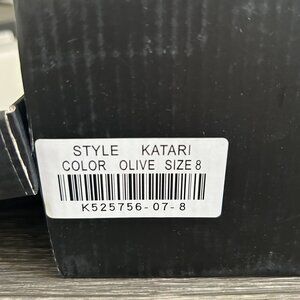 STYLE KATARI
COLOR OLIVE SIZE 8
K525756-07-8